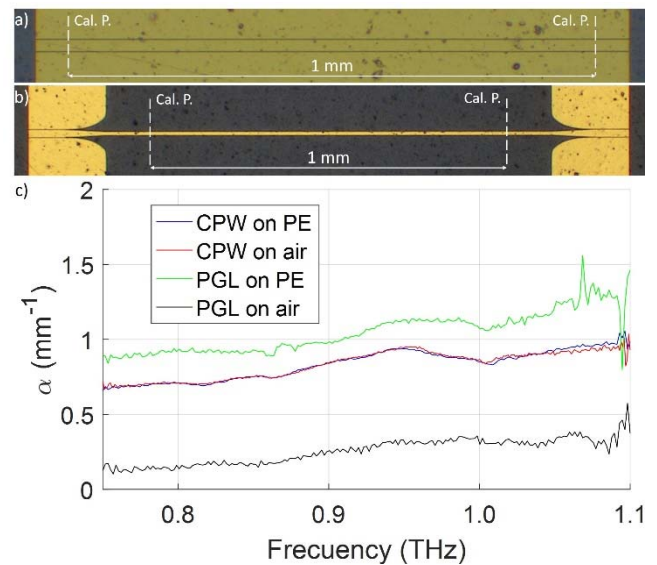 a)
Cal. P.
Cal. P.
1 mm
b)
Cal. P.
Cal. P.
1 mm
c)
2
1.5
1
0.5
0
α (mm-1)
CPW on PE
CPW on air
PGL on PE
PGL on air
0.8
0.9
1.0
1.1
Frecuency (THz)